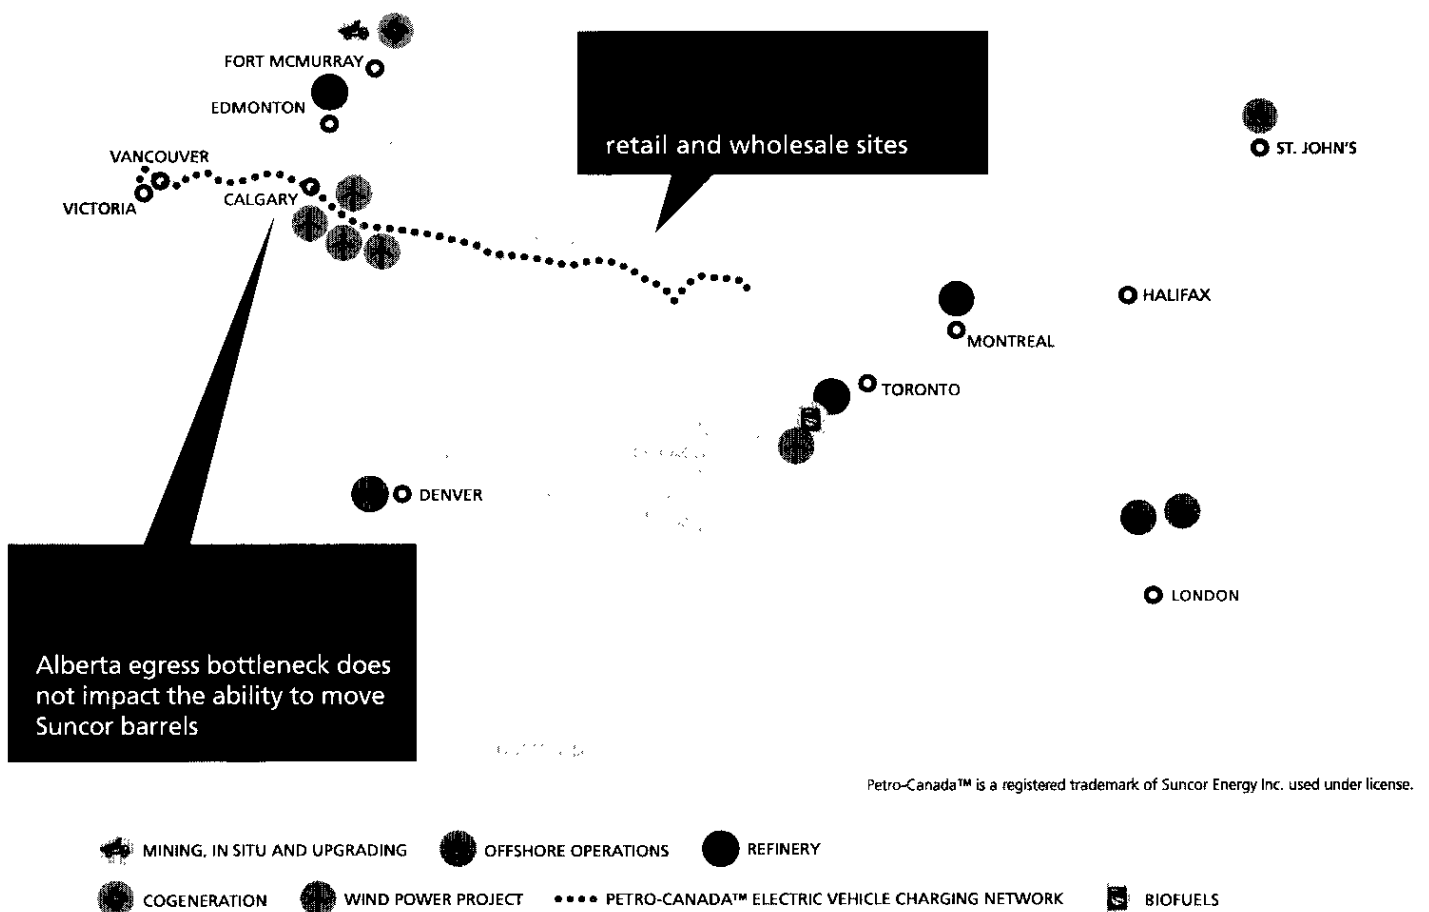 FORT MCMURRAY
EDMONTON
retail and wholesale sites
ST. JOHN'S
VANCOUVER
CALGARY
VICTORIA
HALIFAX
MONTREAL
TORONTO
DENVER
LONDON
Alberta egress bottleneck does
not impact the ability to move
Suncor barrels
Petro-Canada™ is a registered trademark of Suncor Energy Inc. used under license.
MINING, IN SITU AND UPGRADING OFFSHORE OPERATIONS REFINERY
COGENERATION WIND POWER PROJECT PETRO-CANADA™ ELECTRIC VEHICLE CHARGING NETWORK BIOFUELS